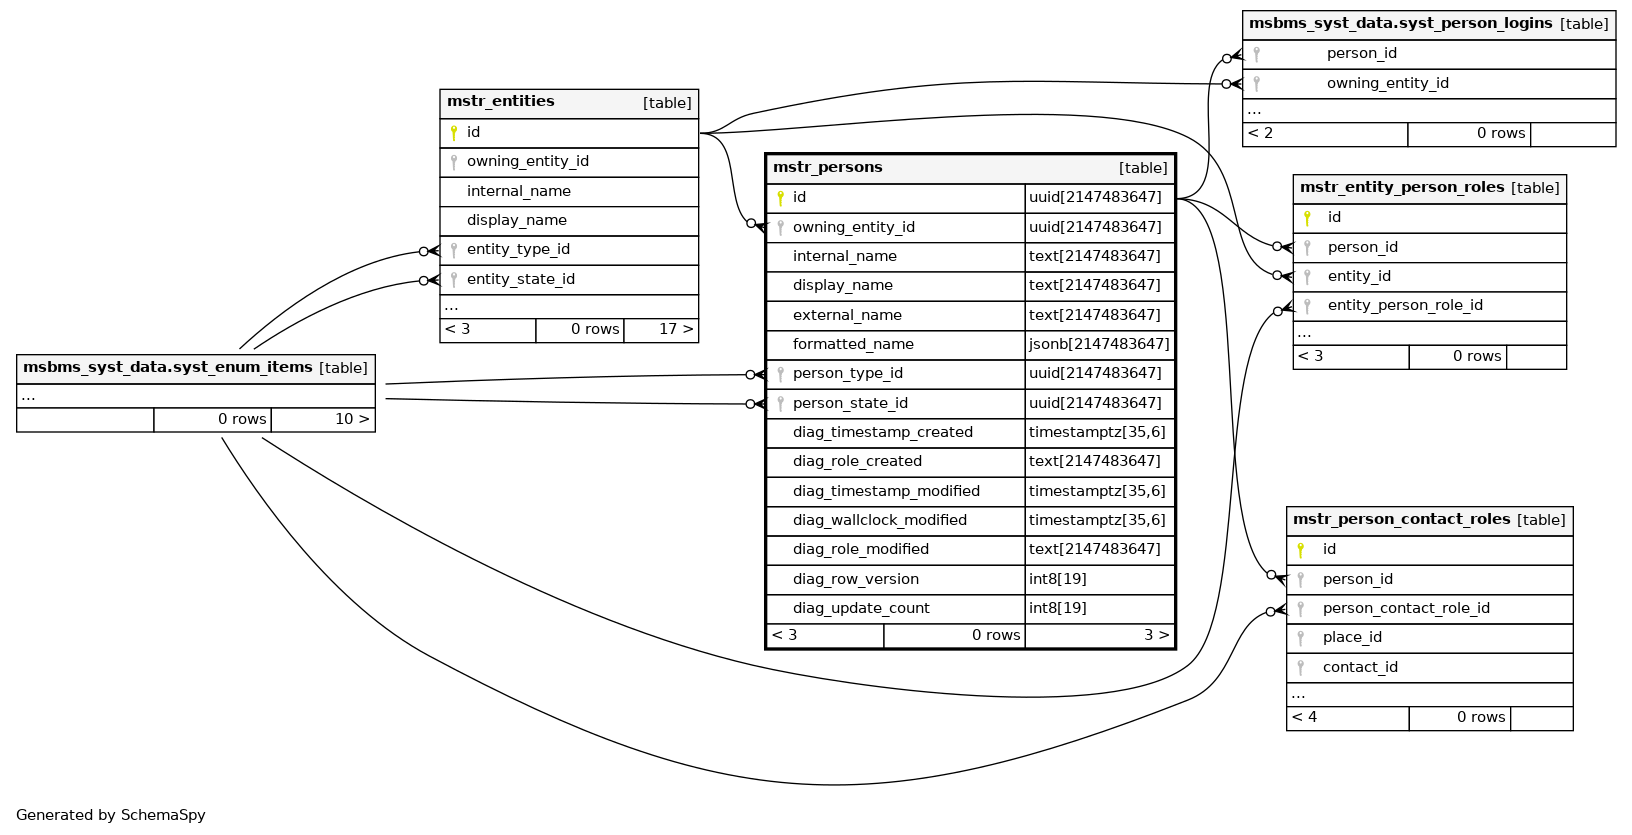 msbms_syst_data.syst_person_logins [table]
person_id
owning_entity_id
...
< 2 0 rows
mstr_entities [table]
id
owning_entity_id
internal_name
display_name
entity_type_id
entity_state_id
...
< 3 0 rows 17 >
mstr_persons [table]
id uuid[2147483647]
owning_entity_id uuid[2147483647]
internal_name text[2147483647]
display_name text[2147483647]
external_name text[2147483647]
formatted_name jsonb[2147483647]
person_type_id uuid[2147483647]
person_state_id uuid[2147483647]
diag_timestamp_created timestamptz[35,6]
diag_role_created text[2147483647]
diag_timestamp_modified timestamptz[35,6]
diag_wallclock_modified timestamptz[35,6]
diag_role_modified text[2147483647]
diag_row_version int8[19]
diag_update_count int8[19]
< 3 0 rows 3 >
mstr_entity_person_roles [table]
id
person_id
entity_id
entity_person_role_id
...
< 3 0 rows
msbms_syst_data.syst_enum_items [table]
...
0 rows 10 >
mstr_person_contact_roles [table]
id
person_id
person_contact_role_id
place_id
contact_id
...
< 4 0 rows
Generated by SchemaSpy